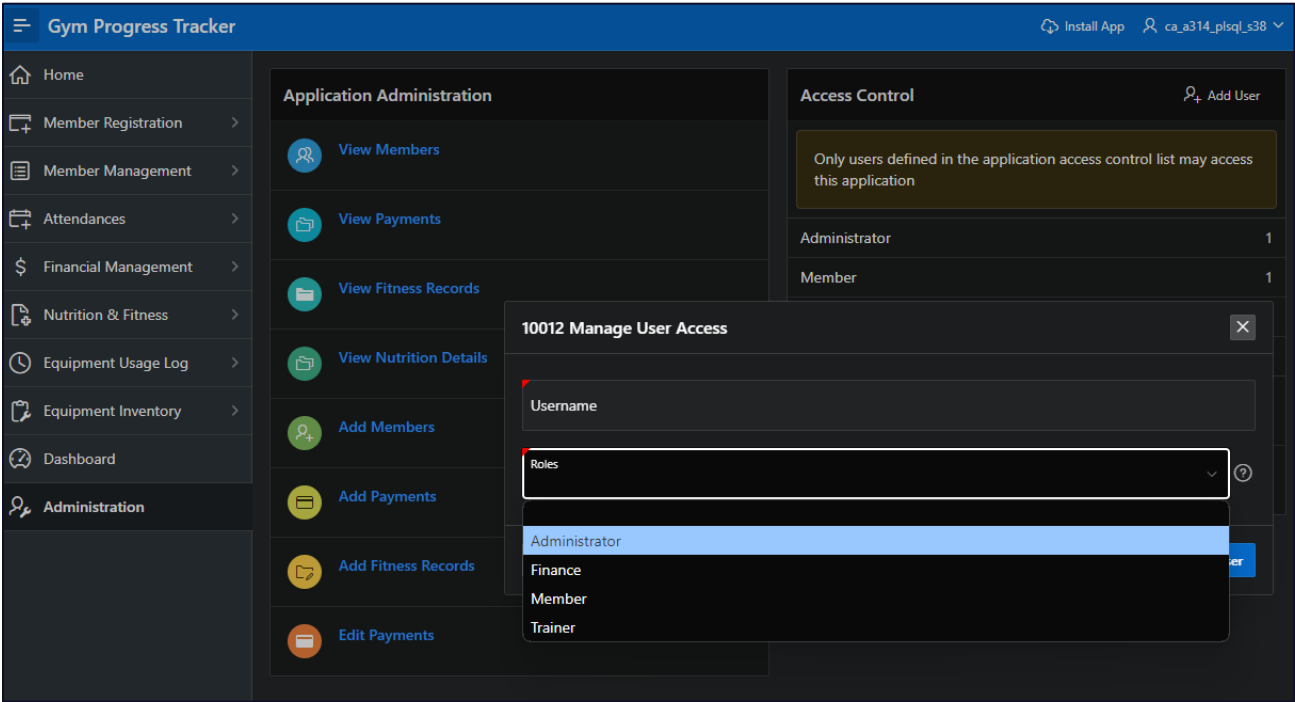 Gym Progress Tracker
Install App
ca_a314_plsql_s38
Home
Member Registration
Member Management
Attendances
Financial Management
Nutrition & Fitness
Equipment Usage Log
Equipment Inventory
Dashboard
Administration
Application Administration
View Members
View Payments
View Fitness Records
View Nutrition Details
Add Members
Add Payments
Add Fitness Records
Edit Payments
Access Control
Add User
Only users defined in the application access control list may access
this application
Administrator 1
Member 1
10012 Manage User Access
Username
Roles
Administrator
Finance
Member
Trainer